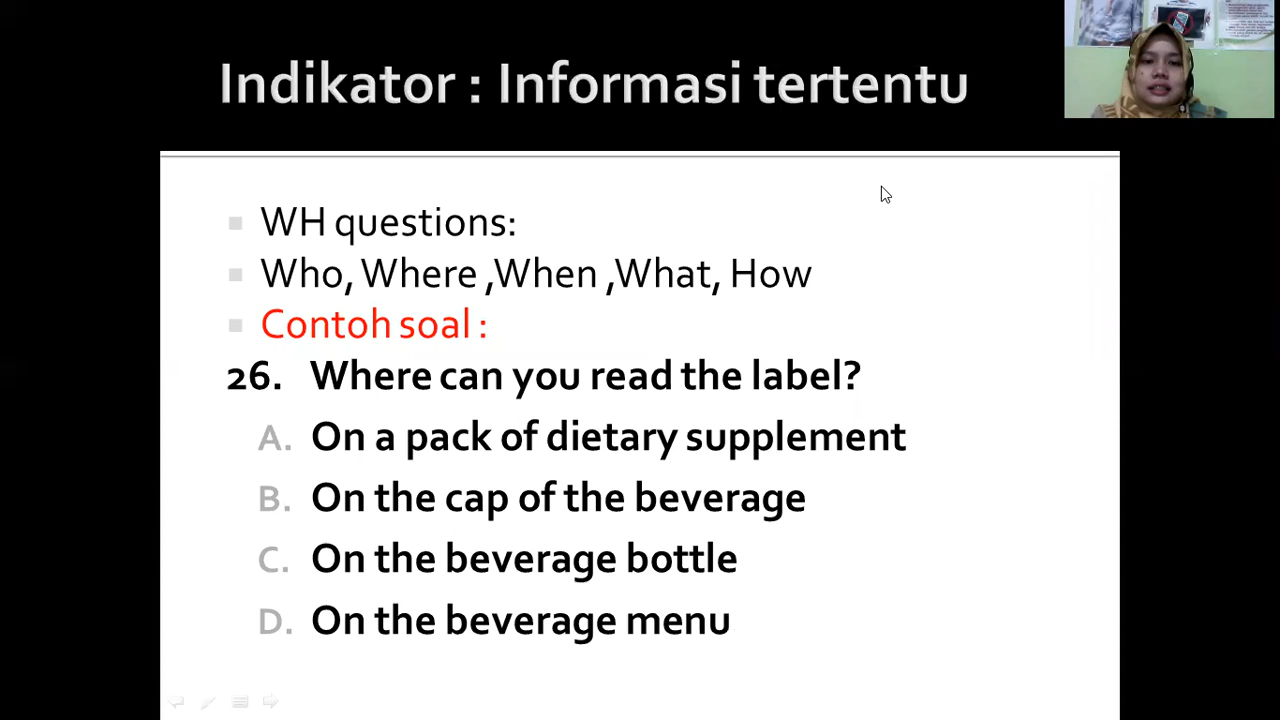 Indikator : Informasi tertentu
WH questions:
Who, Where ,When ,What, How
Contoh soal :
26. Where can you read the label?
A. On a pack of dietary supplement
B. On the cap of the beverage
C. On the beverage bottle
D. On the beverage menu